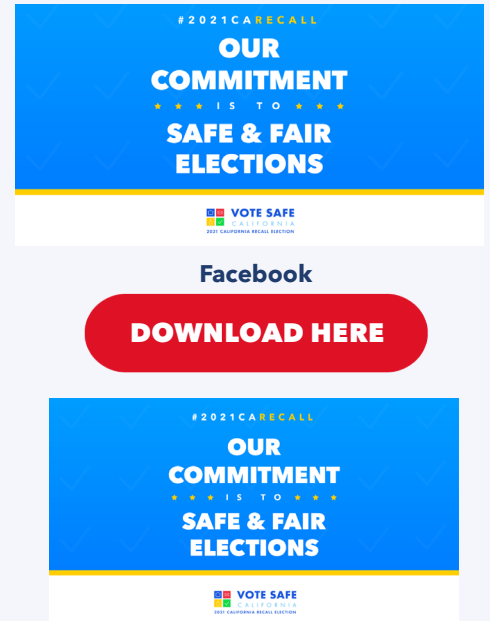 #2021CARECALL
OUR
COMMITMENT
IS TO
SAFE & FAIR
ELECTIONS
VOTE SAFE
CALIFORNIA
2021 CALIFORNIA RECALL ELECTION
Facebook
DOWNLOAD HERE
#2021CARECALL
OUR
COMMITMENT
IS TO
SAFE & FAIR
ELECTIONS
VOTE SAFE
CALIFORNIA
2021 CALIFORNIA RECALL ELECTION